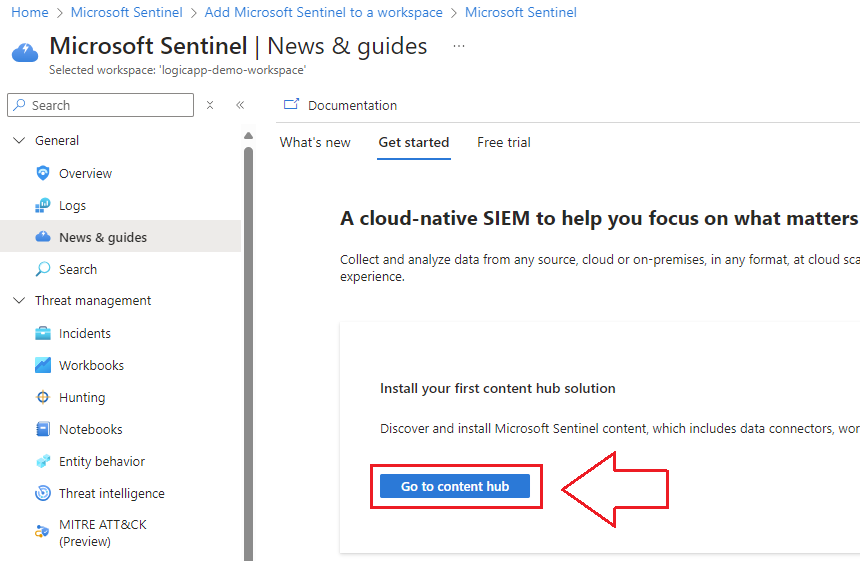 Home > Microsoft Sentinel > Add Microsoft Sentinel to a workspace > Microsoft Sentinel
Microsoft Sentinel | News & guides ...
Selected workspace: 'logicapp-demo-workspace'
Search
Documentation
General
Overview
Logs
News & guides
Search
Threat management
Incidents
Workbooks
Hunting
Notebooks
Entity behavior
Threat intelligence
MITRE ATT&CK
(Preview)
What's new Get started Free trial
A cloud-native SIEM to help you focus on what matters
Collect and analyze data from any source, cloud or on-premises, in any format, at cloud sca
experience.
Install your first content hub solution
Discover and install Microsoft Sentinel content, which includes data connectors, wor
Go to content hub